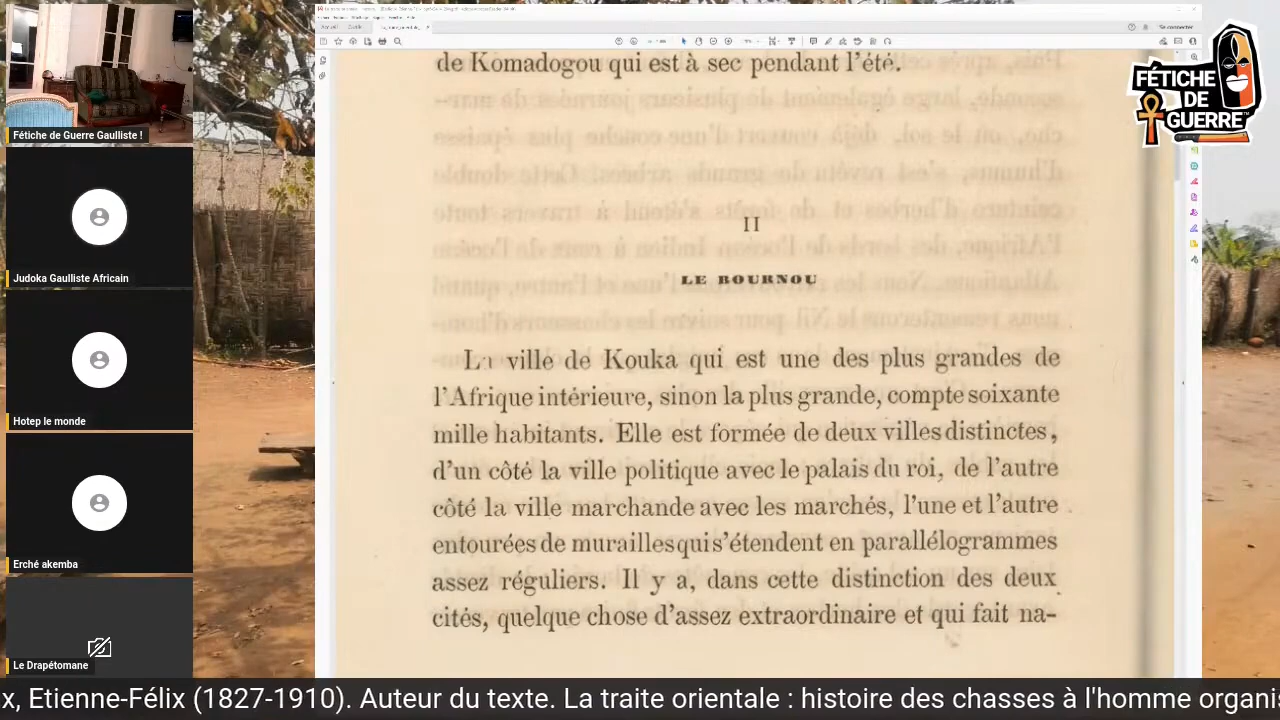 Fétiche de Guerre Gaulliste !
Judoka Gaulliste Africain
Hotep le monde
Erché akemba
Le Drapétomane
FÉTICHE
DE
GUERRE
de Komadogou qui est à sec pendant l'été.
II
LE BOURNOU
La ville de Kouka qui est une des plus grandes de
l'Afrique intérieure, sinon la plus grande, compte soixante
mille habitants. Elle est formée de deux villes distinctes,
d'un côté la ville politique avec le palais du roi, de l'autre
côté la ville marchande avec les marchés, l'une et l'autre
entourées de murailles qui s'étendent en parallélogrammes
assez réguliers. Il y a, dans cette distinction des deux
cités, quelque chose d'assez extraordinaire et qui fait na-
x, Etienne-Félix (1827-1910). Auteur du texte. La traite orientale : histoire des chasses à l'homme organis